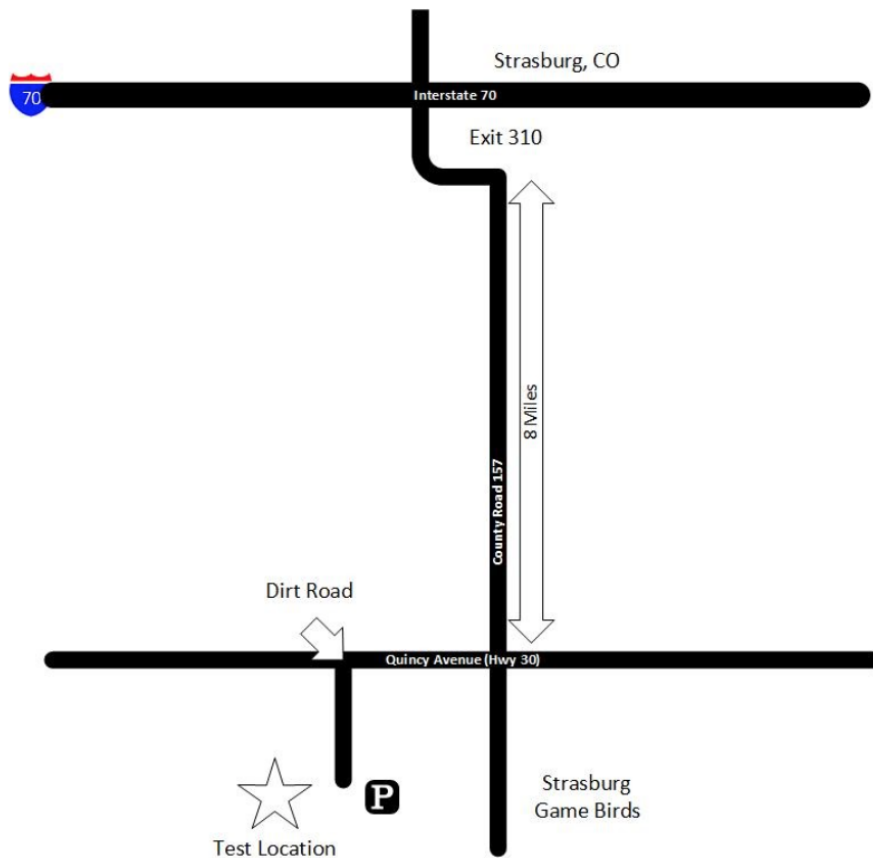 Strasburg, CO
70
Interstate 70
Exit 310
8 Miles
County Road 157
Dirt Road
Quincy Avenue (Hwy 30)
P
Strasburg
Game Birds
Test Location